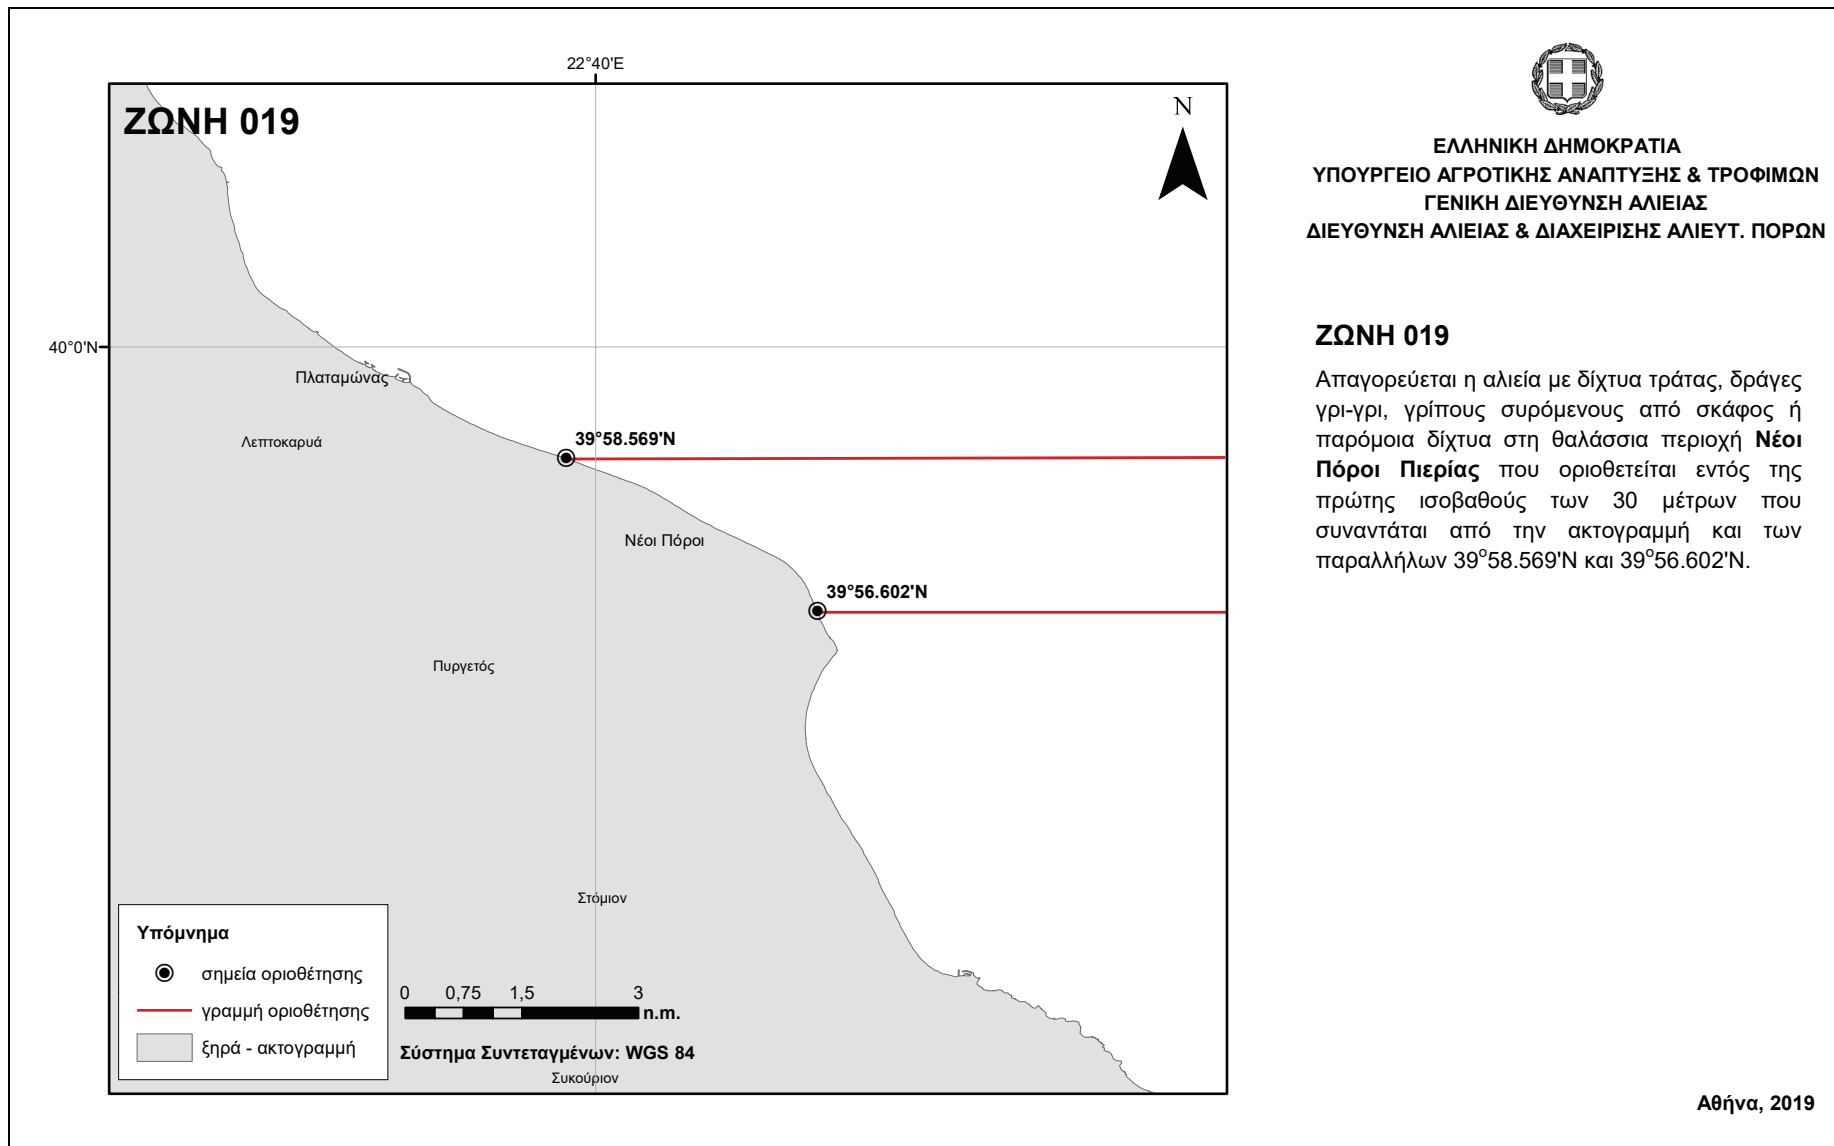 22°40'E
ΖΩΝΗ 019
N
40°0'N
Πλαταμώνας
Λεπτοκαρυά
39°58.569'N
Νέοι Πόροι
39°56.602'N
Πυργετός
Στόμιον
Υπόμνημα
σημεία οριοθέτησης
γραμμή οριοθέτησης
ξηρά - ακτογραμμή
0 0,75 1,5 3
n.m.
Σύστημα Συντεταγμένων: WGS 84
Συκούριον
ΕΛΛΗΝΙΚΗ ΔΗΜΟΚΡΑΤΙΑ
ΥΠΟΥΡΓΕΙΟ ΑΓΡΟΤΙΚΗΣ ΑΝΑΠΤΥΞΗΣ & ΤΡΟΦΙΜΩΝ
ΓΕΝΙΚΗ ΔΙΕΥΘΥΝΣΗ ΑΛΙΕΙΑΣ
ΔΙΕΥΘΥΝΣΗ ΑΛΙΕΙΑΣ & ΔΙΑΧΕΙΡΙΣΗΣ ΑΛΙΕΥΤ. ΠΟΡΩΝ
ΖΩΝΗ 019
Απαγορεύεται η αλιεία με δίχτυα τράτας, δράγες
γρι-γρι, γρίπους συρόμενους από σκάφος ή
παρόμοια δίχτυα στη θαλάσσια περιοχή Νέοι
Πόροι Πιερίας που οριοθετείται εντός της
πρώτης ισοβαθούς των 30 μέτρων που
συναντάται από την ακτογραμμή και των
παραλλήλων 39°58.569'N και 39°56.602'N.
Αθήνα, 2019